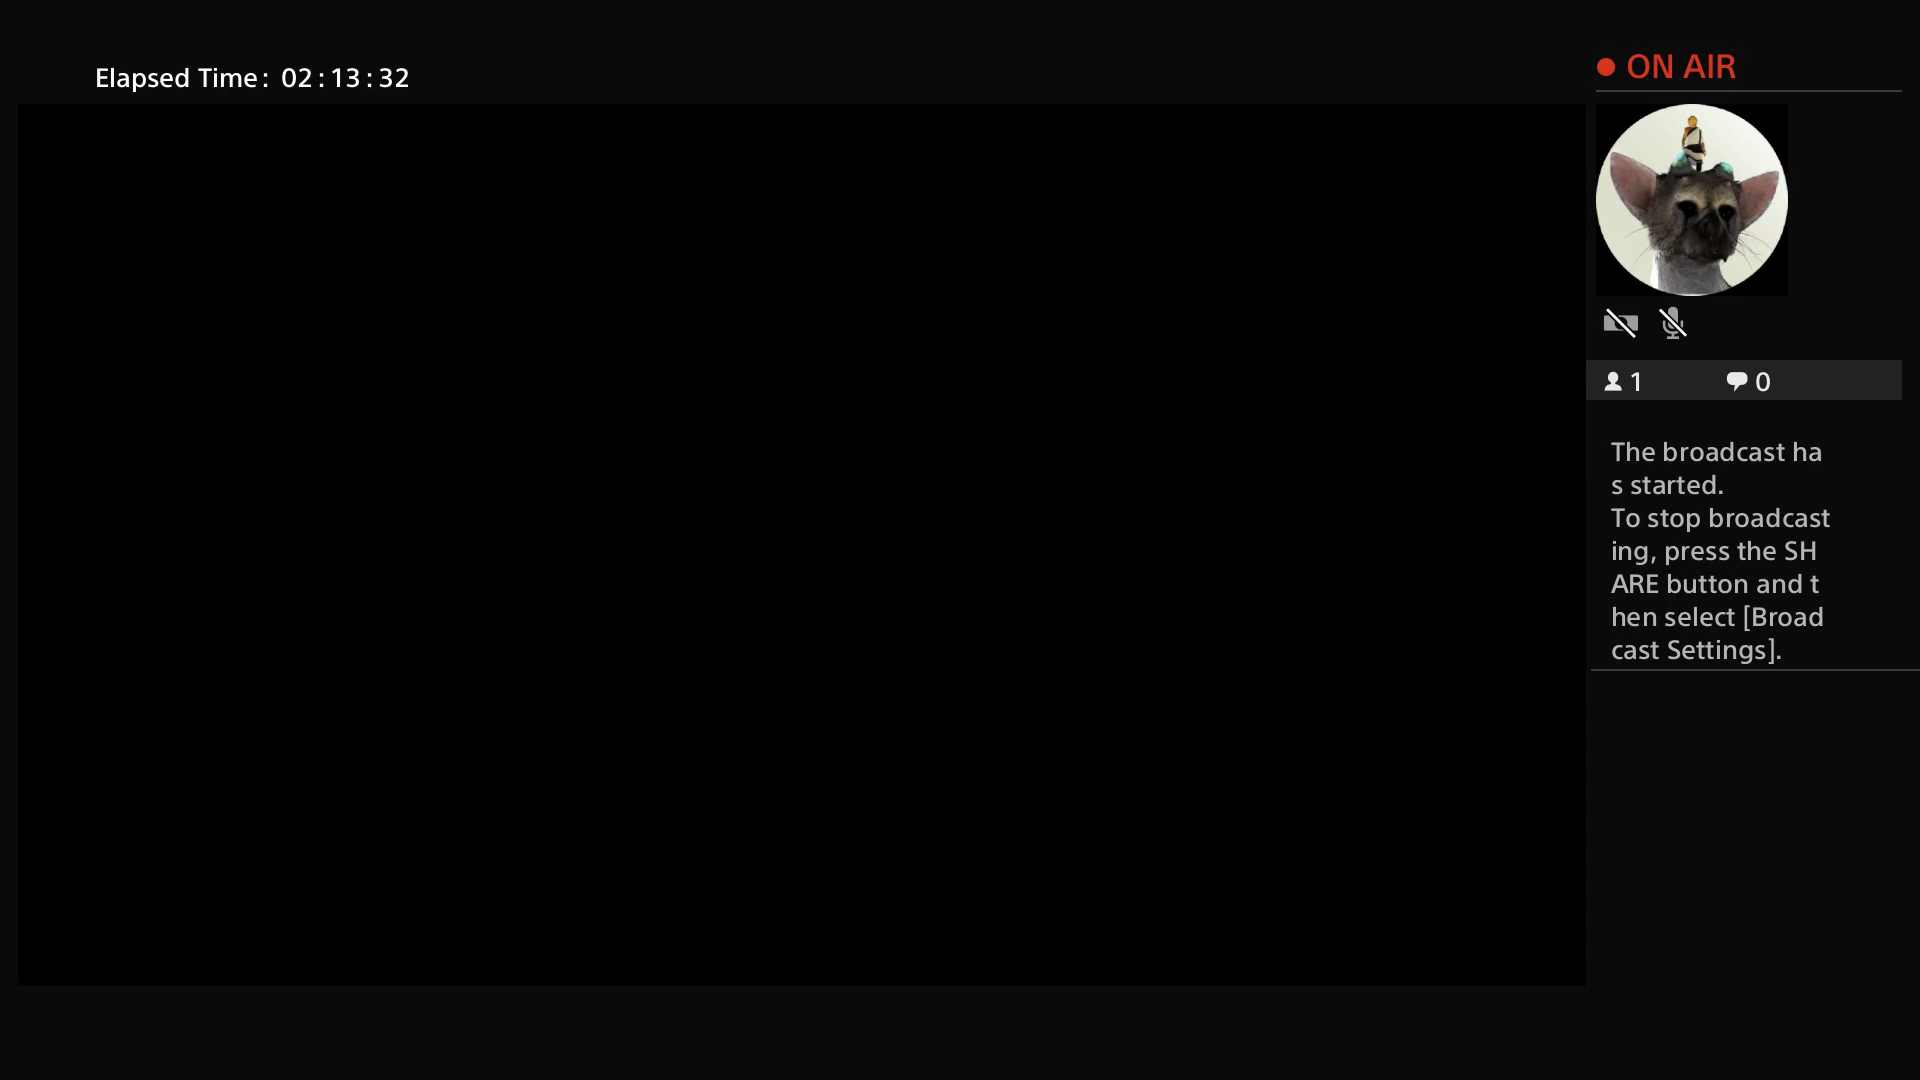 Elapsed Time: 02:13:32
ON AIR
1 0
The broadcast ha
s started.
To stop broadcast
ing, press the SH
ARE button and t
hen select [Broad
cast Settings].